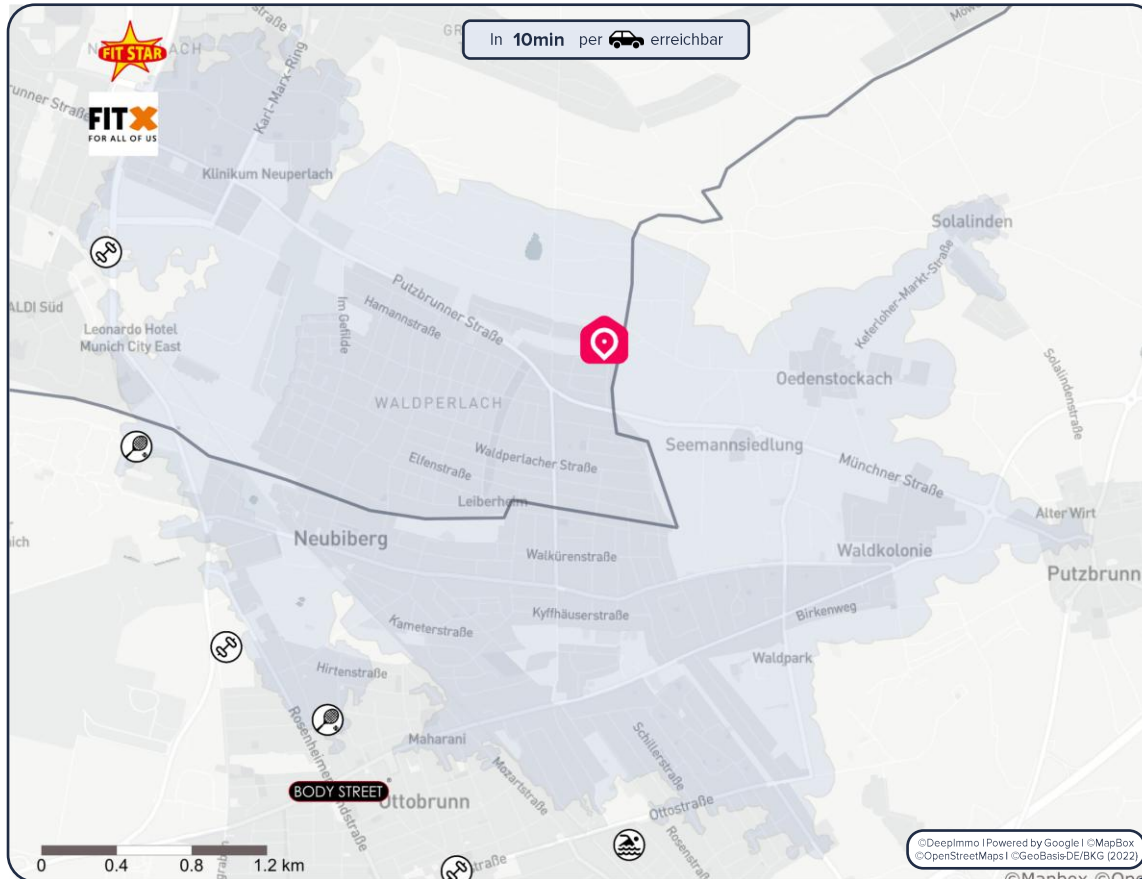 In 10min per erreichbar
FIT STAR
FITX
FOR ALL OF US
Karl-Marx-Ring
Klinikum Neuperlach
Solalinden
Keferloher-Markt-Straße
ALDI Süd
Leonardo Hotel
Munich City East
Im Gefilde
Putzbrunner Straße
Hamannstraße
Solalindenstraße
Oedenstockach
WALDPERLACH
Seemannsiedlung
Waldperlacher Straße
Elfenstraße
Münchner Straße
Leiberheim
Alter Wirt
Neubiberg
Walkürenstraße
Waldkolonie
Putzbrunn
Kyffhäuserstraße
Birkenweg
Kameterstraße
Waldpark
Hirtenstraße
Maharani
Schillerstraße
Mozartstraße
BODY STREET
Ottobrunn
Ottostraße
0 0.4 0.8 1.2 km
©DeepImmo | Powered by Google | ©MapBox
©OpenStreetMaps | ©GeoBasis-DE/BKG (2022)